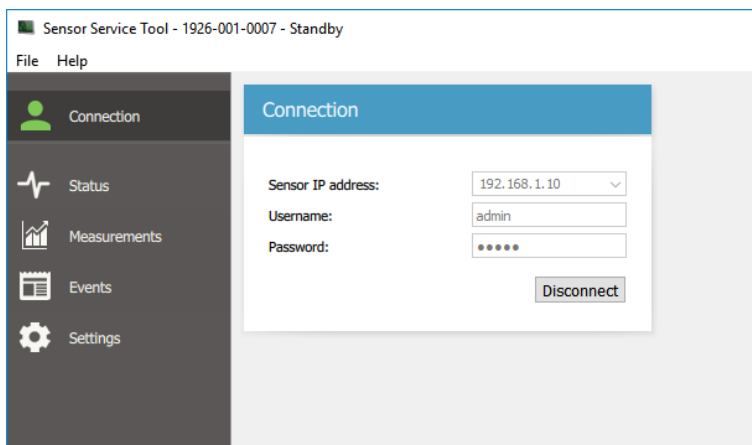 Sensor Service Tool - 1926-001-0007 - Standby
File Help
Connection
Status
Measurements
Events
Settings
Connection
Sensor IP address: 192.168.1.10
Username: admin
Password: ●●●●●
Disconnect